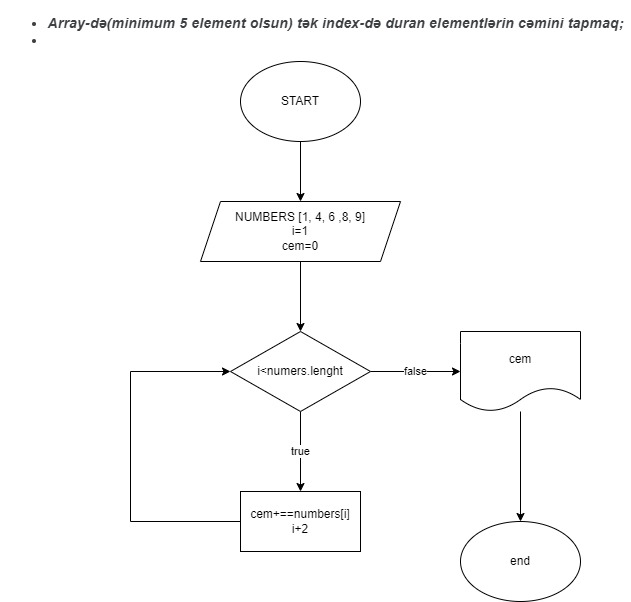 Array-də(minimum 5 element olsun) tək index-də duran elementlərin cəmini tapmaq;
START
NUMBERS [1, 4, 6 ,8, 9]
i=1
cem=0
i<numers.lenght
false
cem
true
cem+==numbers[i]
i+2
end